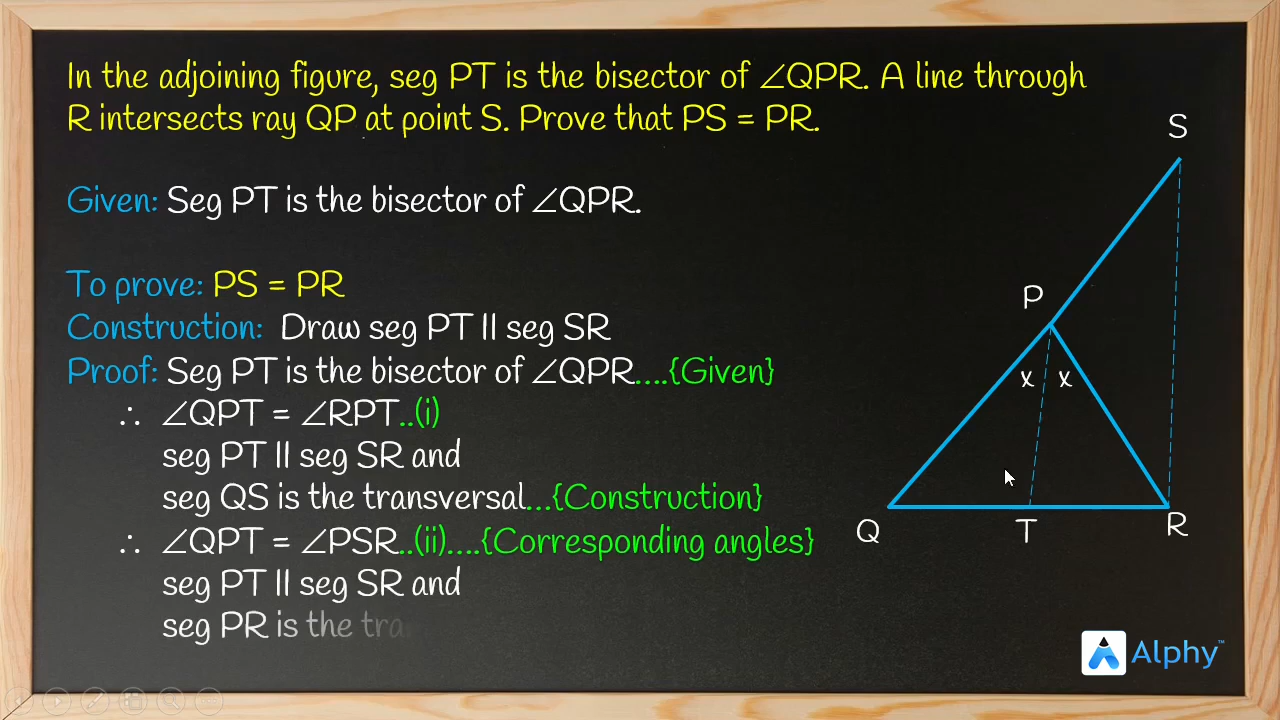 In the adjoining figure, seg PT is the bisector of ∠QPR. A line through
R intersects ray QP at point S. Prove that PS = PR.
Given: Seg PT is the bisector of ∠QPR.
To prove: PS = PR
Construction: Draw seg PT || seg SR
Proof: Seg PT is the bisector of ∠QPR....{Given}
∴ ∠QPT = ∠RPT..(i)
seg PT || seg SR and
seg QS is the transversal...{Construction}
∴ ∠QPT = ∠PSR..(ii)....{Corresponding angles}
seg PT || seg SR and
seg PR is the tra
S
P
x x
Q T R
Alphy™